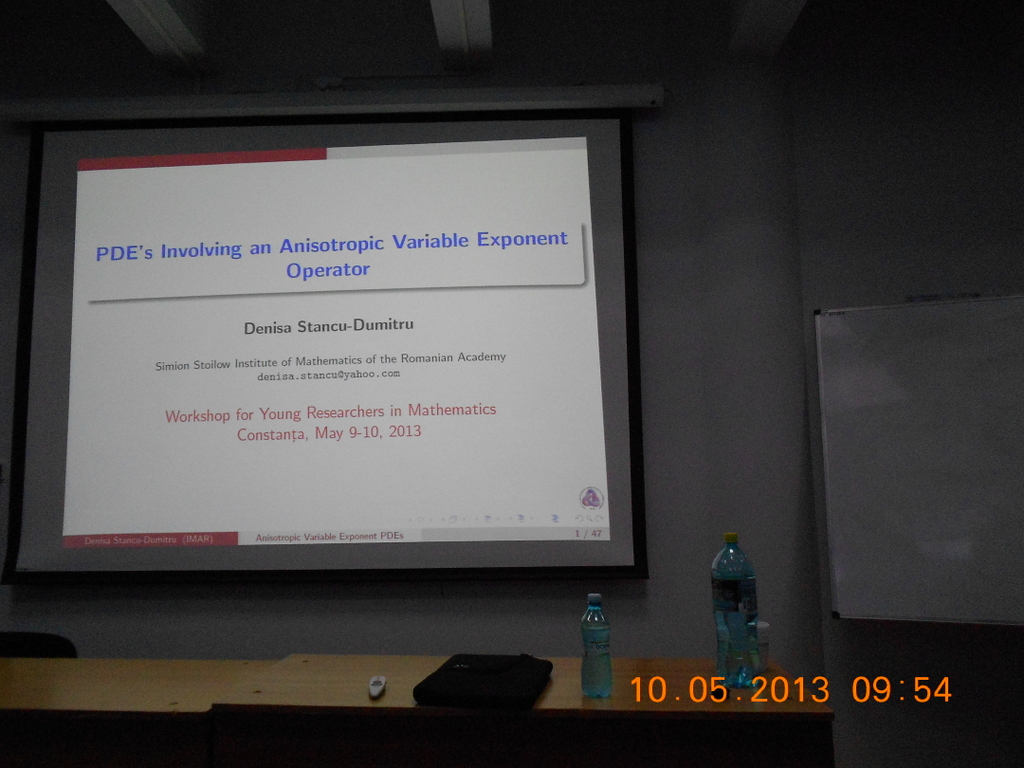 PDE's Involving an Anisotropic Variable Exponent
Operator
Denisa Stancu-Dumitru
Simion Stoilow Institute of Mathematics of the Romanian Academy
denisa.stancu@yahoo.com
Workshop for Young Researchers in Mathematics
Constanța, May 9-10, 2013
Denisa Stancu-Dumitru (IMAR)
Anisotropic Variable Exponent PDEs
1 / 47
10.05.2013 09:54